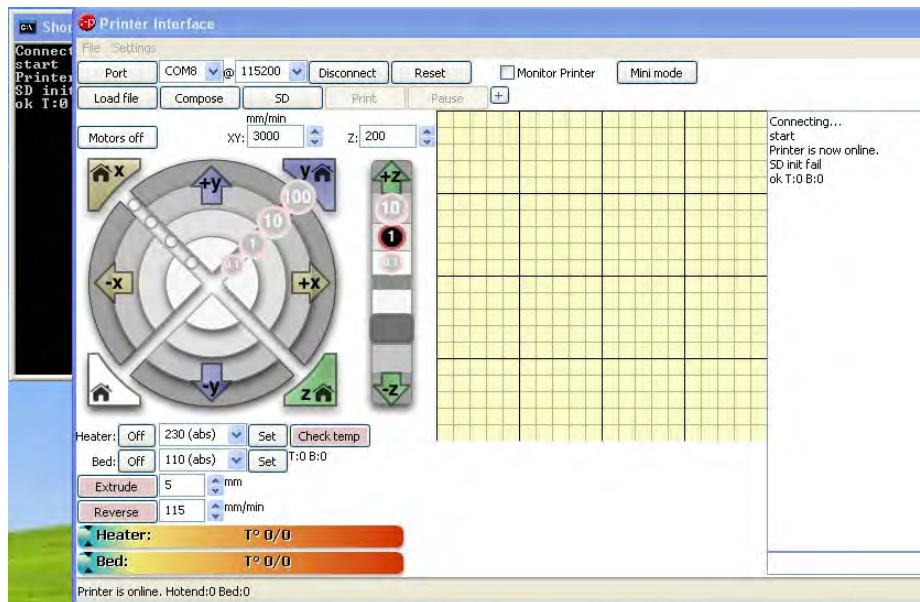 Shor
Connect
start
Printer
SD init
ok T:0
Printer Interface
File Settings
Port COM8 @ 115200 Disconnect Reset Monitor Printer Mini mode
Load file Compose SD Print Pause +
mm/min
Motors off XY: 3000 Z: 200
x +y y +z
100 10
10 1
1 0.1
0.1
-x +x
-y z -z
Heater: Off 230 (abs) Set Check temp
Bed: Off 110 (abs) Set T:0 B:0
Extrude 5 mm
Reverse 115 mm/min
Heater: T° 0/0
Bed: T° 0/0
Connecting...
start
Printer is now online.
SD init fail
ok T:0 B:0
Printer is online. Hotend:0 Bed:0